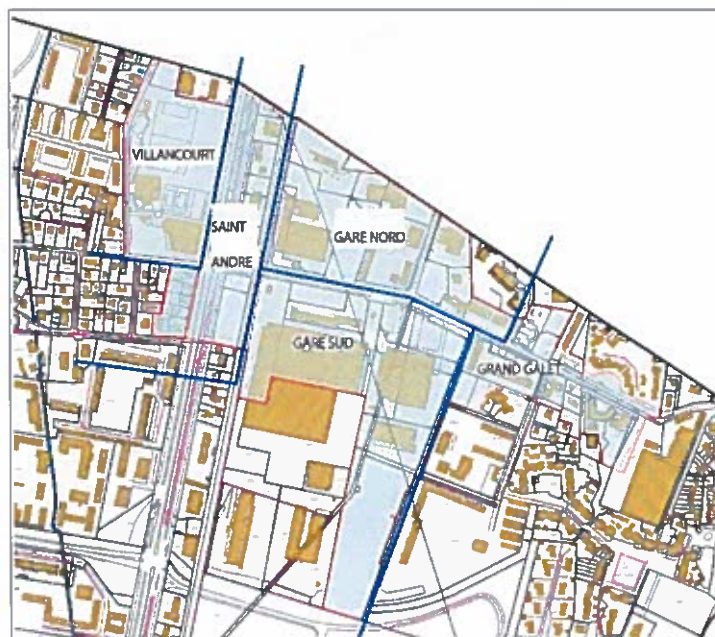 VILLANCOURT
SAINT
ANDRE
GARE NORD
GARE SUD
GRAND GALET